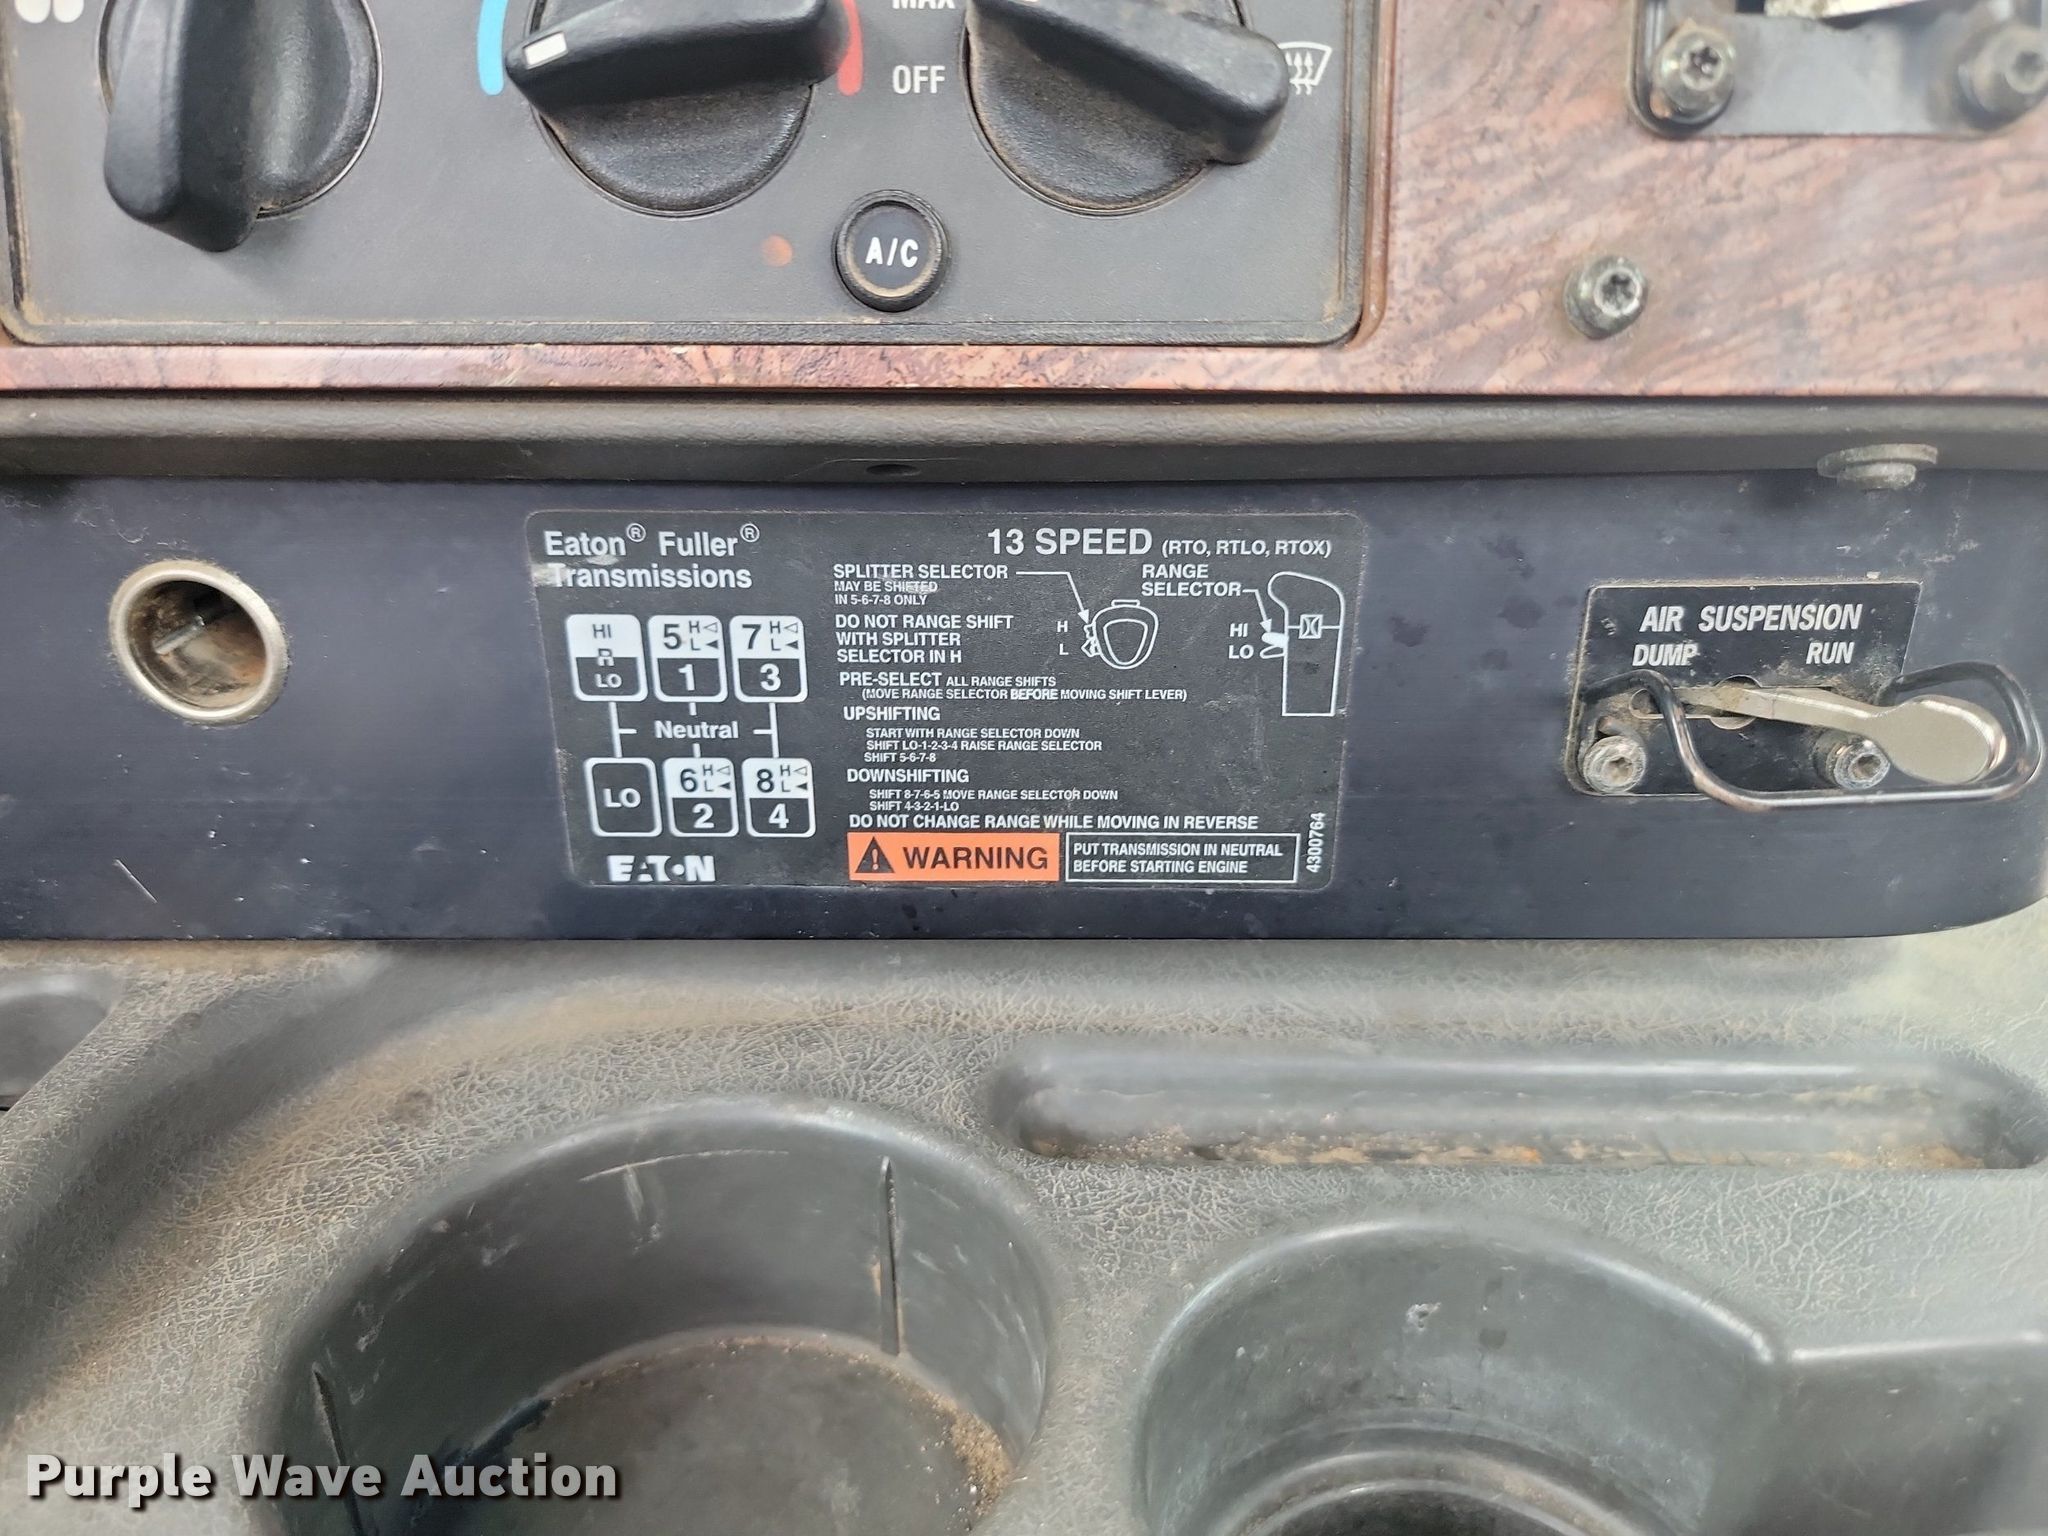 MAX
OFF
A/C
Eaton® Fuller®
Transmissions
13 SPEED (RTO, RTLO, RTOX)
SPLITTER SELECTOR
MAY BE SHIFTED
IN 5-6-7-8 ONLY
RANGE
SELECTOR
DO NOT RANGE SHIFT
WITH SPLITTER
SELECTOR IN H
H
L
HI
LO
HI
R
LO
5 H
L
1
7 H
L
3
Neutral
LO
6 H
L
2
8 H
L
4
PRE-SELECT ALL RANGE SHIFTS
(MOVE RANGE SELECTOR BEFORE MOVING SHIFT LEVER)
UPSHIFTING
START WITH RANGE SELECTOR DOWN
SHIFT LO-1-2-3-4 RAISE RANGE SELECTOR
SHIFT 5-6-7-8
DOWNSHIFTING
SHIFT 8-7-6-5 MOVE RANGE SELECTOR DOWN
SHIFT 4-3-2-1-LO
DO NOT CHANGE RANGE WHILE MOVING IN REVERSE
WARNING
PUT TRANSMISSION IN NEUTRAL
BEFORE STARTING ENGINE
4300764
EATON
AIR SUSPENSION
DUMP RUN
Purple Wave Auction